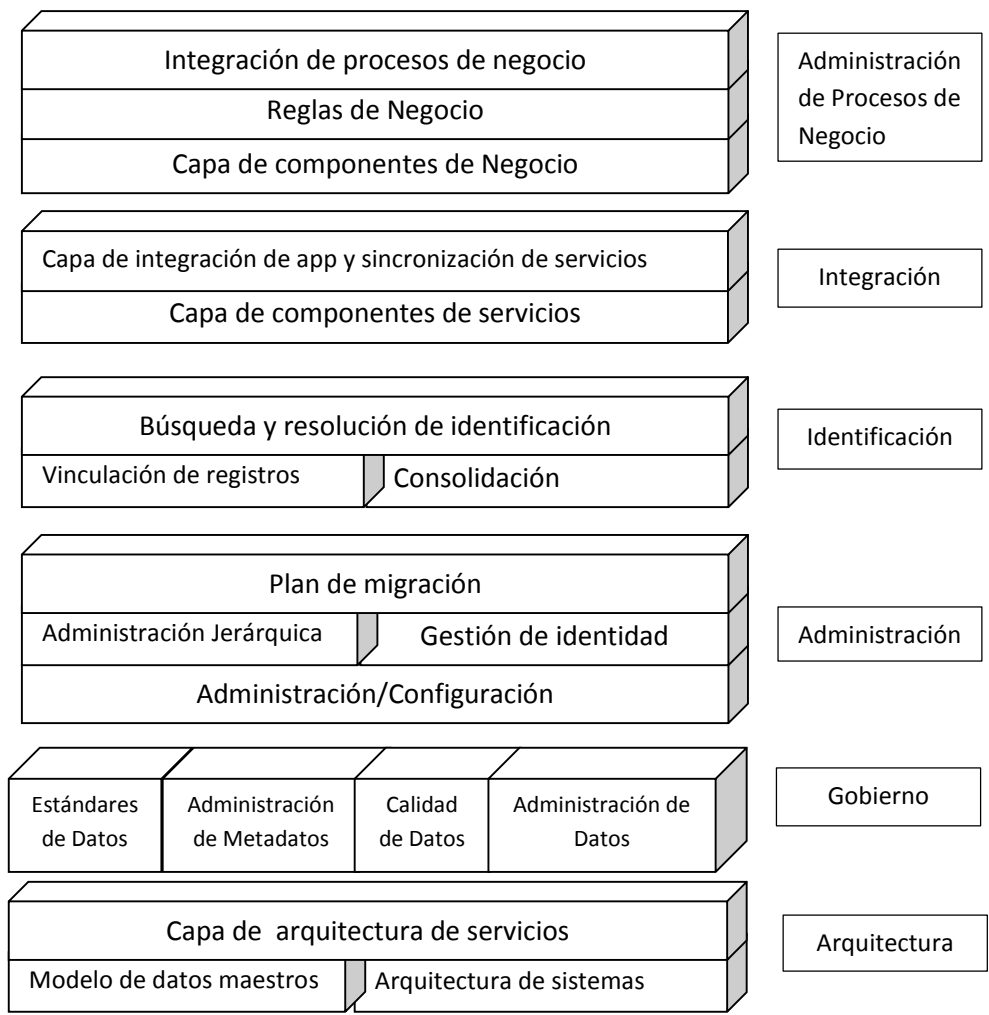 Integración de procesos de negocio
Reglas de Negocio
Capa de componentes de Negocio
Administración
de Procesos de
Negocio
Capa de integración de app y sincronización de servicios
Capa de componentes de servicios
Integración
Búsqueda y resolución de identificación
Vinculación de registros
Consolidación
Identificación
Plan de migración
Administración Jerárquica
Gestión de identidad
Administración/Configuración
Administración
Estándares
de Datos
Administración
de Metadatos
Calidad
de Datos
Administración de
Datos
Gobierno
Capa de arquitectura de servicios
Modelo de datos maestros
Arquitectura de sistemas
Arquitectura